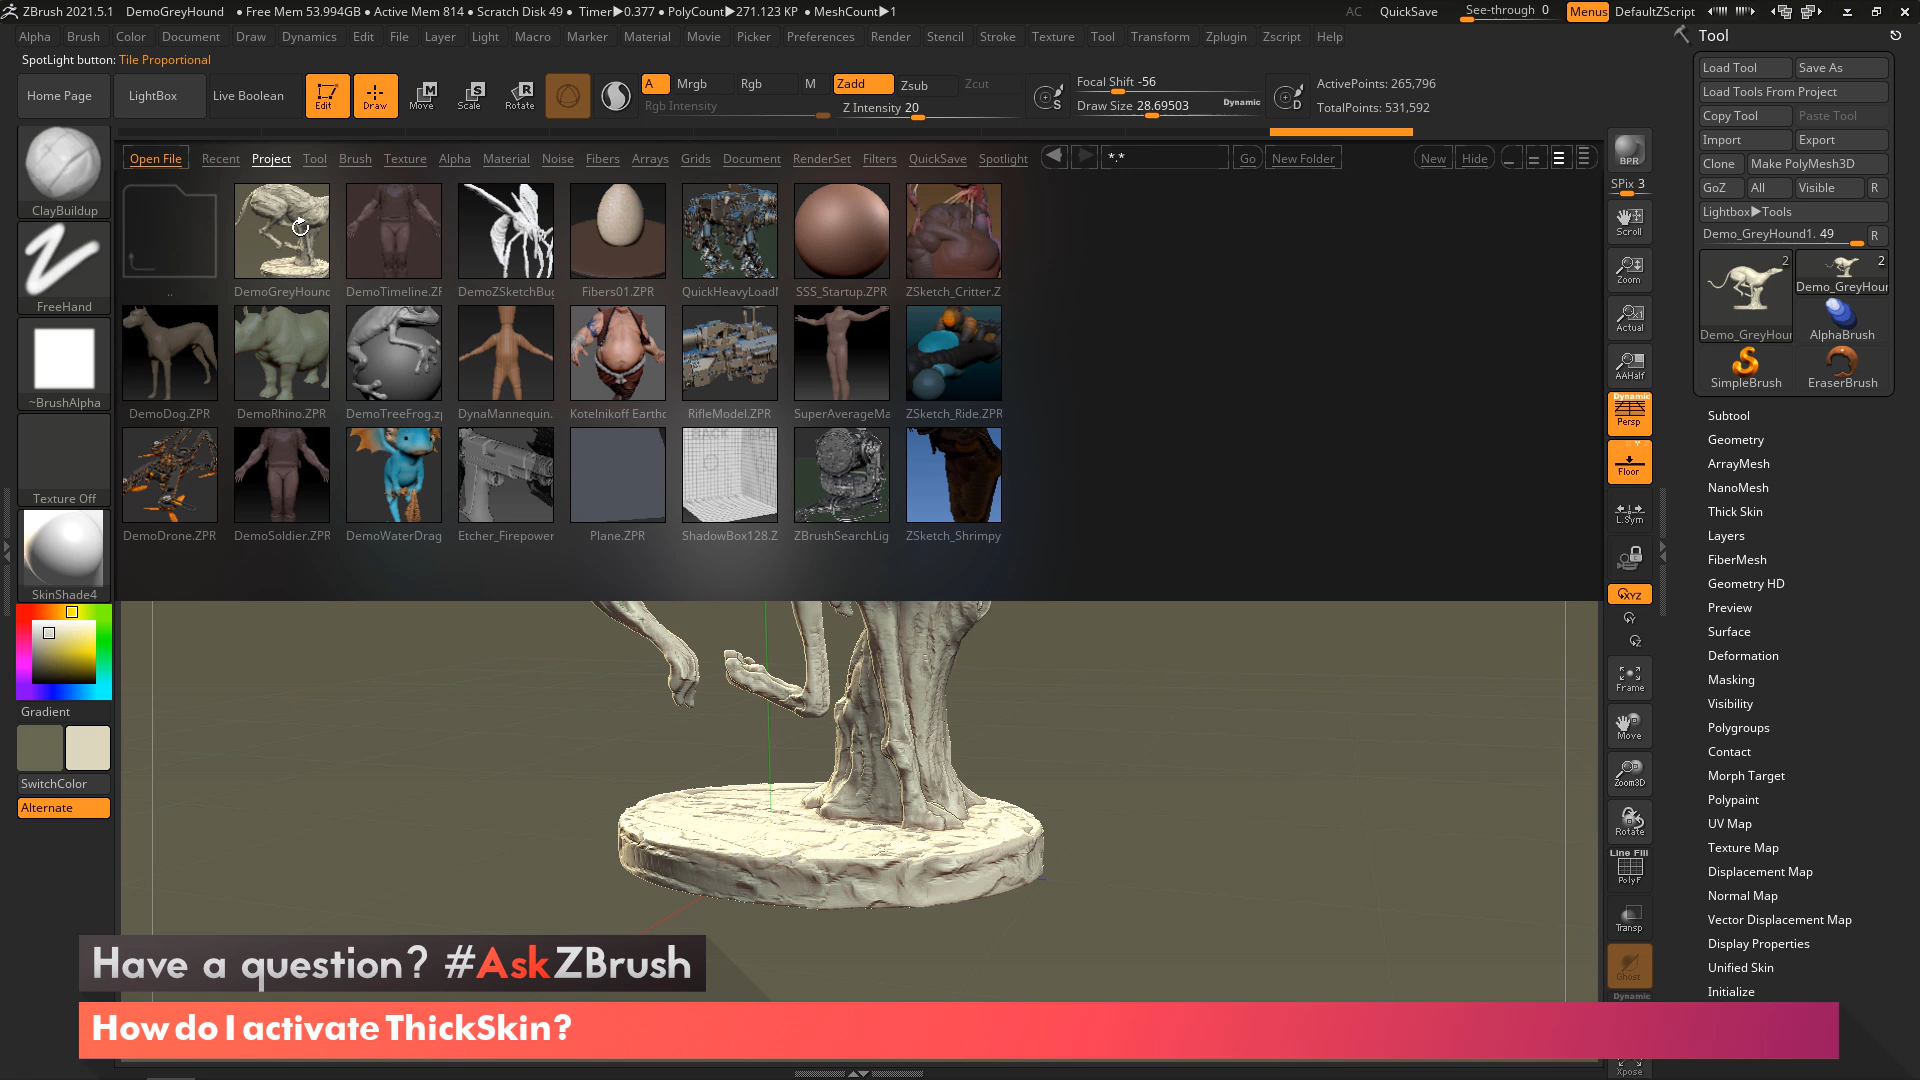 ZBrush 2021.5.1 DemoGreyHound • Free Mem 53.994GB • Active Mem 814 • Scratch Disk 49 • Timer▶0.377 • PolyCount▶271.123 KP • MeshCount▶1 AC QuickSave See-through 0 Menus DefaultZScript
Alpha Brush Color Document Draw Dynamics Edit File Layer Light Macro Marker Material Movie Picker Preferences Render Stencil Stroke Texture Tool Transform Zplugin Zscript Help
SpotLight button: Tile Proportional
Home Page LightBox Live Boolean Edit Draw Move Scale Rotate
A Mrgb Rgb M Zadd Zsub Zcut
Rgb Intensity Z Intensity 20
S Focal Shift -56
Draw Size 28.69503 Dynamic D
ActivePoints: 265,796
TotalPoints: 531,592
ClayBuildup
FreeHand
~BrushAlpha
Texture Off
SkinShade4
Gradient
SwitchColor
Alternate
Open File Recent Project Tool Brush Texture Alpha Material Noise Fibers Arrays Grids Document RenderSet Filters QuickSave Spotlight *.* Go New Folder New Hide
.. DemoGreyHound DemoTimeline.ZF DemoZSketchBug Fibers01.ZPR QuickHeavyLoadM SSS_Startup.ZPR ZSketch_Critter.Z
DemoDog.ZPR DemoRhino.ZPR DemoTreeFrog.zp DynaMannequin. Kotelnikoff Earthc RifleModel.ZPR SuperAverageMa ZSketch_Ride.ZPR
DemoDrone.ZPR DemoSoldier.ZPR DemoWaterDrag Etcher_Firepower Plane.ZPR ShadowBox128.Z ZBrushSearchLig ZSketch_Shrimpy
BPR
SPix 3
Scroll
Zoom
Actual
AAHalf
Dynamic
Persp
Floor
L.Sym
XYZ
Y
Z
Frame
Move
Zoom3D
Rotate
Line Fill
PolyF
Transp
Ghost
Dynamic
Xpose
Tool
Load Tool Save As
Load Tools From Project
Copy Tool Paste Tool
Import Export
Clone Make PolyMesh3D
GoZ All Visible R
Lightbox▶Tools
Demo_GreyHound1. 49 R
2 2
Demo_GreyHour
Demo_GreyHour AlphaBrush
SimpleBrush EraserBrush
Subtool
Geometry
ArrayMesh
NanoMesh
Thick Skin
Layers
FiberMesh
Geometry HD
Preview
Surface
Deformation
Masking
Visibility
Polygroups
Contact
Morph Target
Polypaint
UV Map
Texture Map
Displacement Map
Normal Map
Vector Displacement Map
Display Properties
Unified Skin
Initialize
Have a question? #AskZBrush
How do I activate ThickSkin?